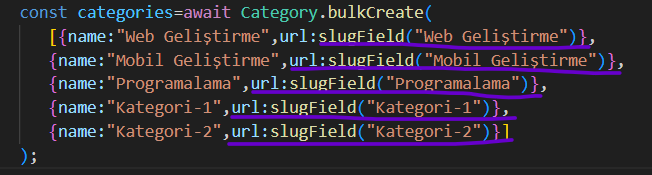 const categories=await Category.bulkCreate(
[{name:"Web Geliştirme",url:slugField("Web Geliştirme")},
{name:"Mobil Geliştirme",url:slugField("Mobil Geliştirme")},
{name:"Programalama",url:slugField("Programalama")},
{name:"Kategori-1",url:slugField("Kategori-1")},
{name:"Kategori-2",url:slugField("Kategori-2")}]
);